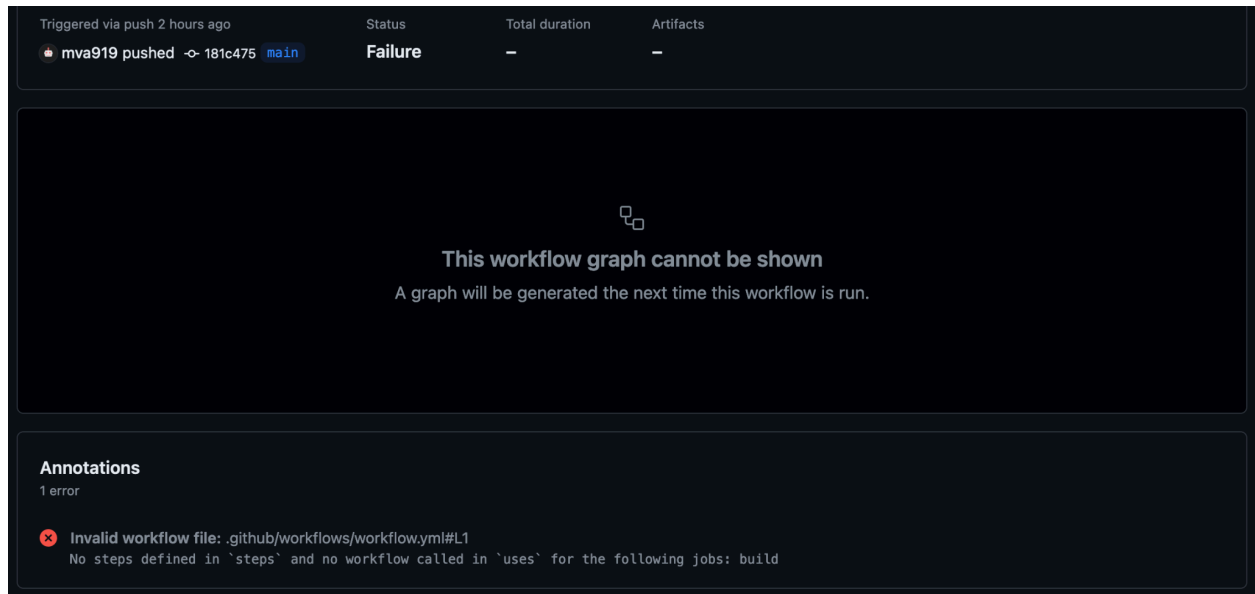 Triggered via push 2 hours ago
Status
Total duration
Artifacts
mva919 pushed 181c475 main
Failure
–
–
This workflow graph cannot be shown
A graph will be generated the next time this workflow is run.
Annotations
1 error
Invalid workflow file: .github/workflows/workflow.yml#L1
No steps defined in `steps` and no workflow called in `uses` for the following jobs: build